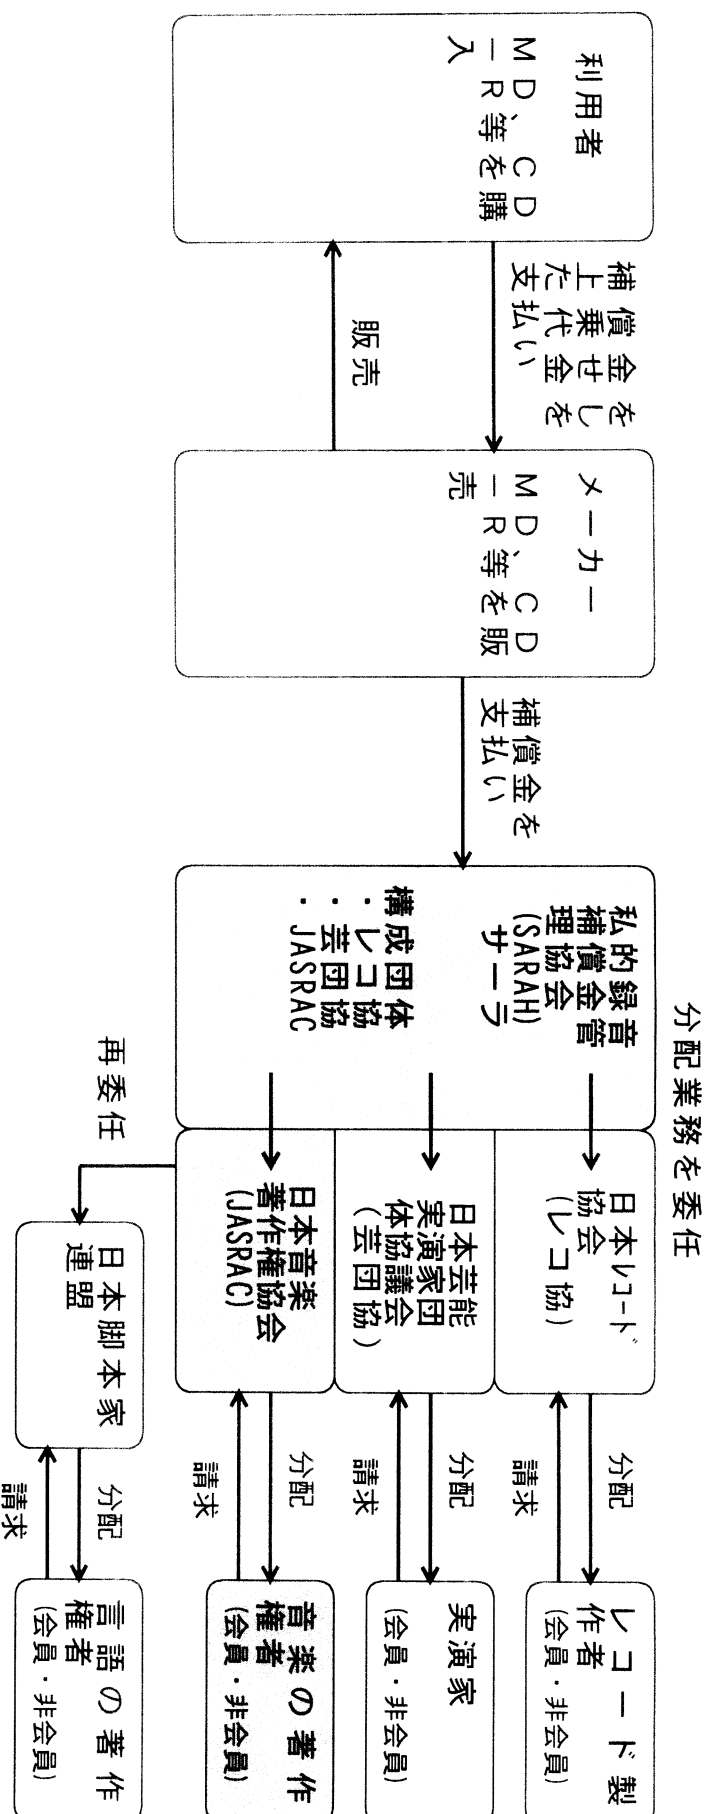 分配業務を委任
利用者
MD、CD
－R等を購
入
補償金を
上乗せし
た代金を
支払い
販売
メーカー
MD、CD
－R等を販
売
補償金を
支払い
私的録音
補償金管
理協会
(SARAH)
サーラ
構成団体
・レコ協
・芸団協
・JASRAC
日本レコード
協会
(レコ協)
分配
請求
レコード製
作者
(会員・非会員)
日本芸能
実演家団
体協議会
(芸団協)
分配
請求
実演家
(会員・非会員)
日本音楽
著作権協会
(JASRAC)
分配
請求
音楽の著作
権者
(会員・非会員)
再委任
日本脚本家
連盟
分配
請求
言語の著作
権者
(会員・非会員)